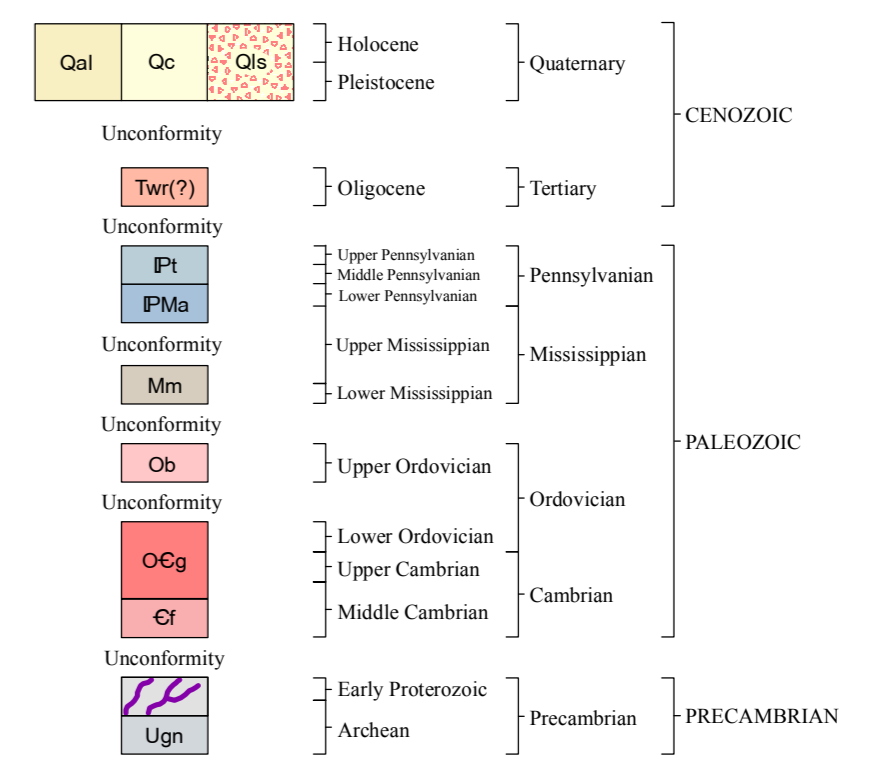 Qal Qc Qls Holocene Quaternary CENOZOIC
Pleistocene
Unconformity
Twr(?) Oligocene Tertiary
Unconformity
ℙt Upper Pennsylvanian Pennsylvanian PALEOZOIC
Middle Pennsylvanian
ℙMa Lower Pennsylvanian
Unconformity Upper Mississippian Mississippian
Mm Lower Mississippian
Unconformity
Ob Upper Ordovician Ordovician
Unconformity
O€g Lower Ordovician
Upper Cambrian Cambrian
€f Middle Cambrian
Unconformity
Early Proterozoic Precambrian PRECAMBRIAN
Ugn Archean